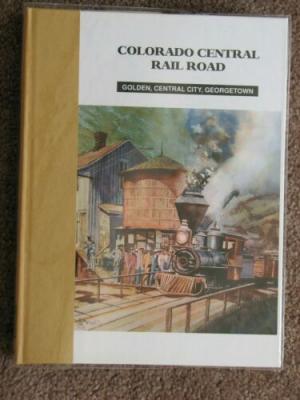 COLORADO CENTRAL
RAIL ROAD
GOLDEN, CENTRAL CITY, GEORGETOWN